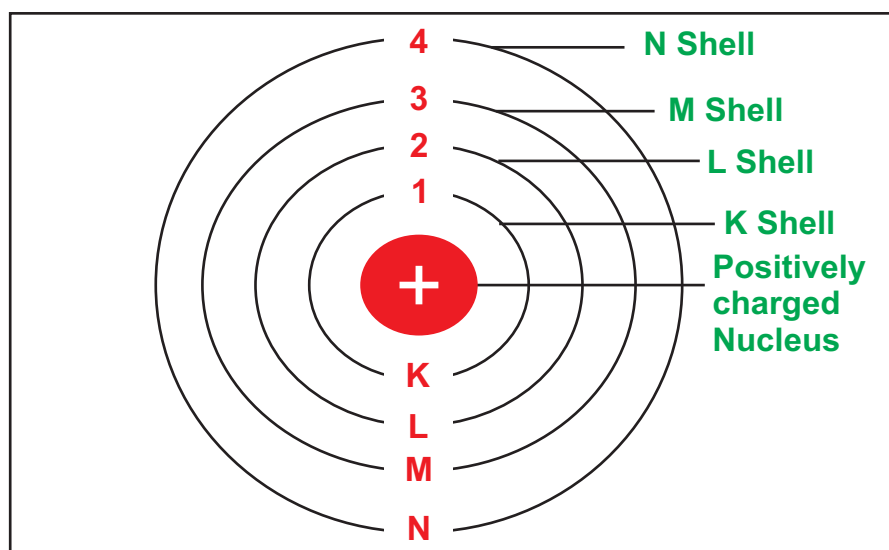 4
N Shell
3
M Shell
2
L Shell
1
K Shell
+
Positively
charged
Nucleus
K
L
M
N